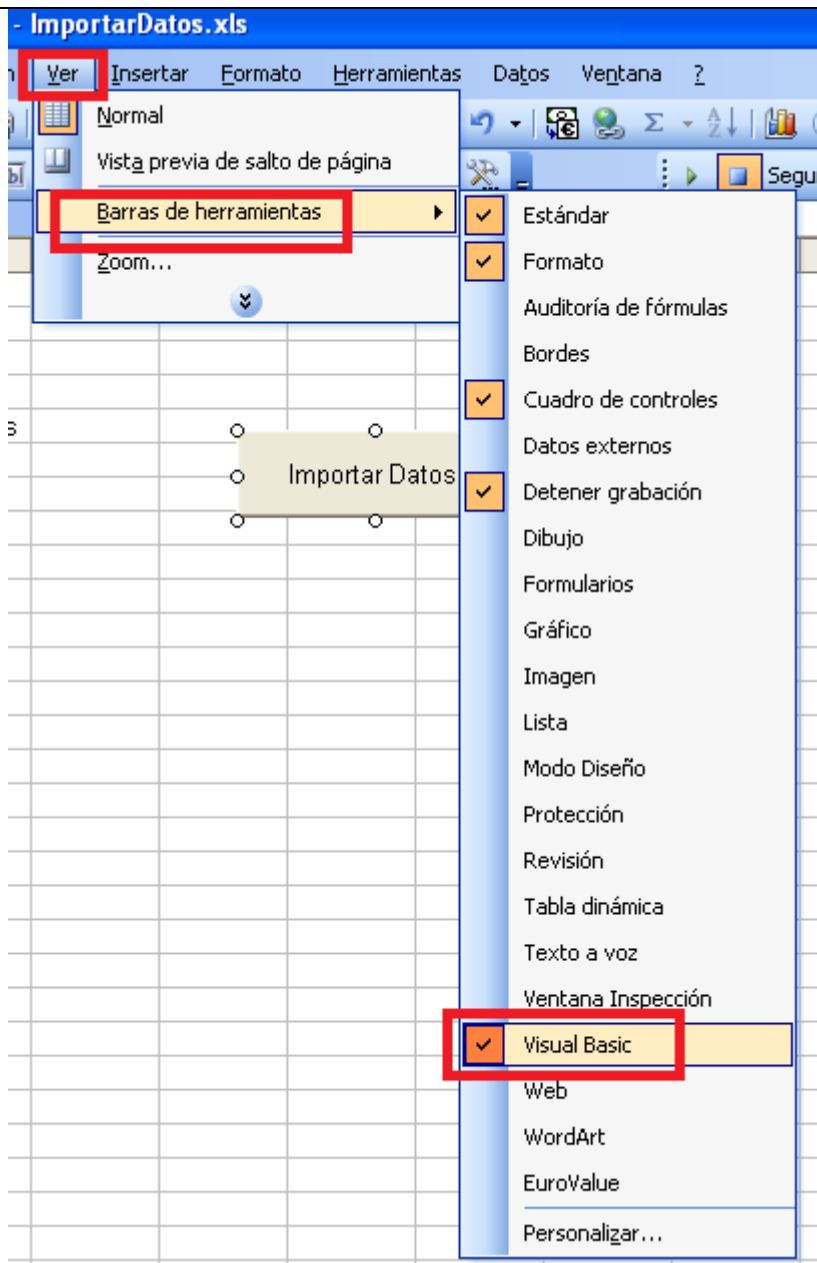 - ImportarDatos.xls
Ver Insertar Formato Herramientas Datos Ventana ?
Normal
Vista previa de salto de página
Barras de herramientas
Zoom...
Segu
Estándar
Formato
Auditoría de fórmulas
Bordes
Cuadro de controles
Datos externos
Detener grabación
Dibujo
Formularios
Gráfico
Imagen
Lista
Modo Diseño
Protección
Revisión
Tabla dinámica
Texto a voz
Ventana Inspección
Visual Basic
Web
WordArt
EuroValue
Personalizar...
s
Importar Datos